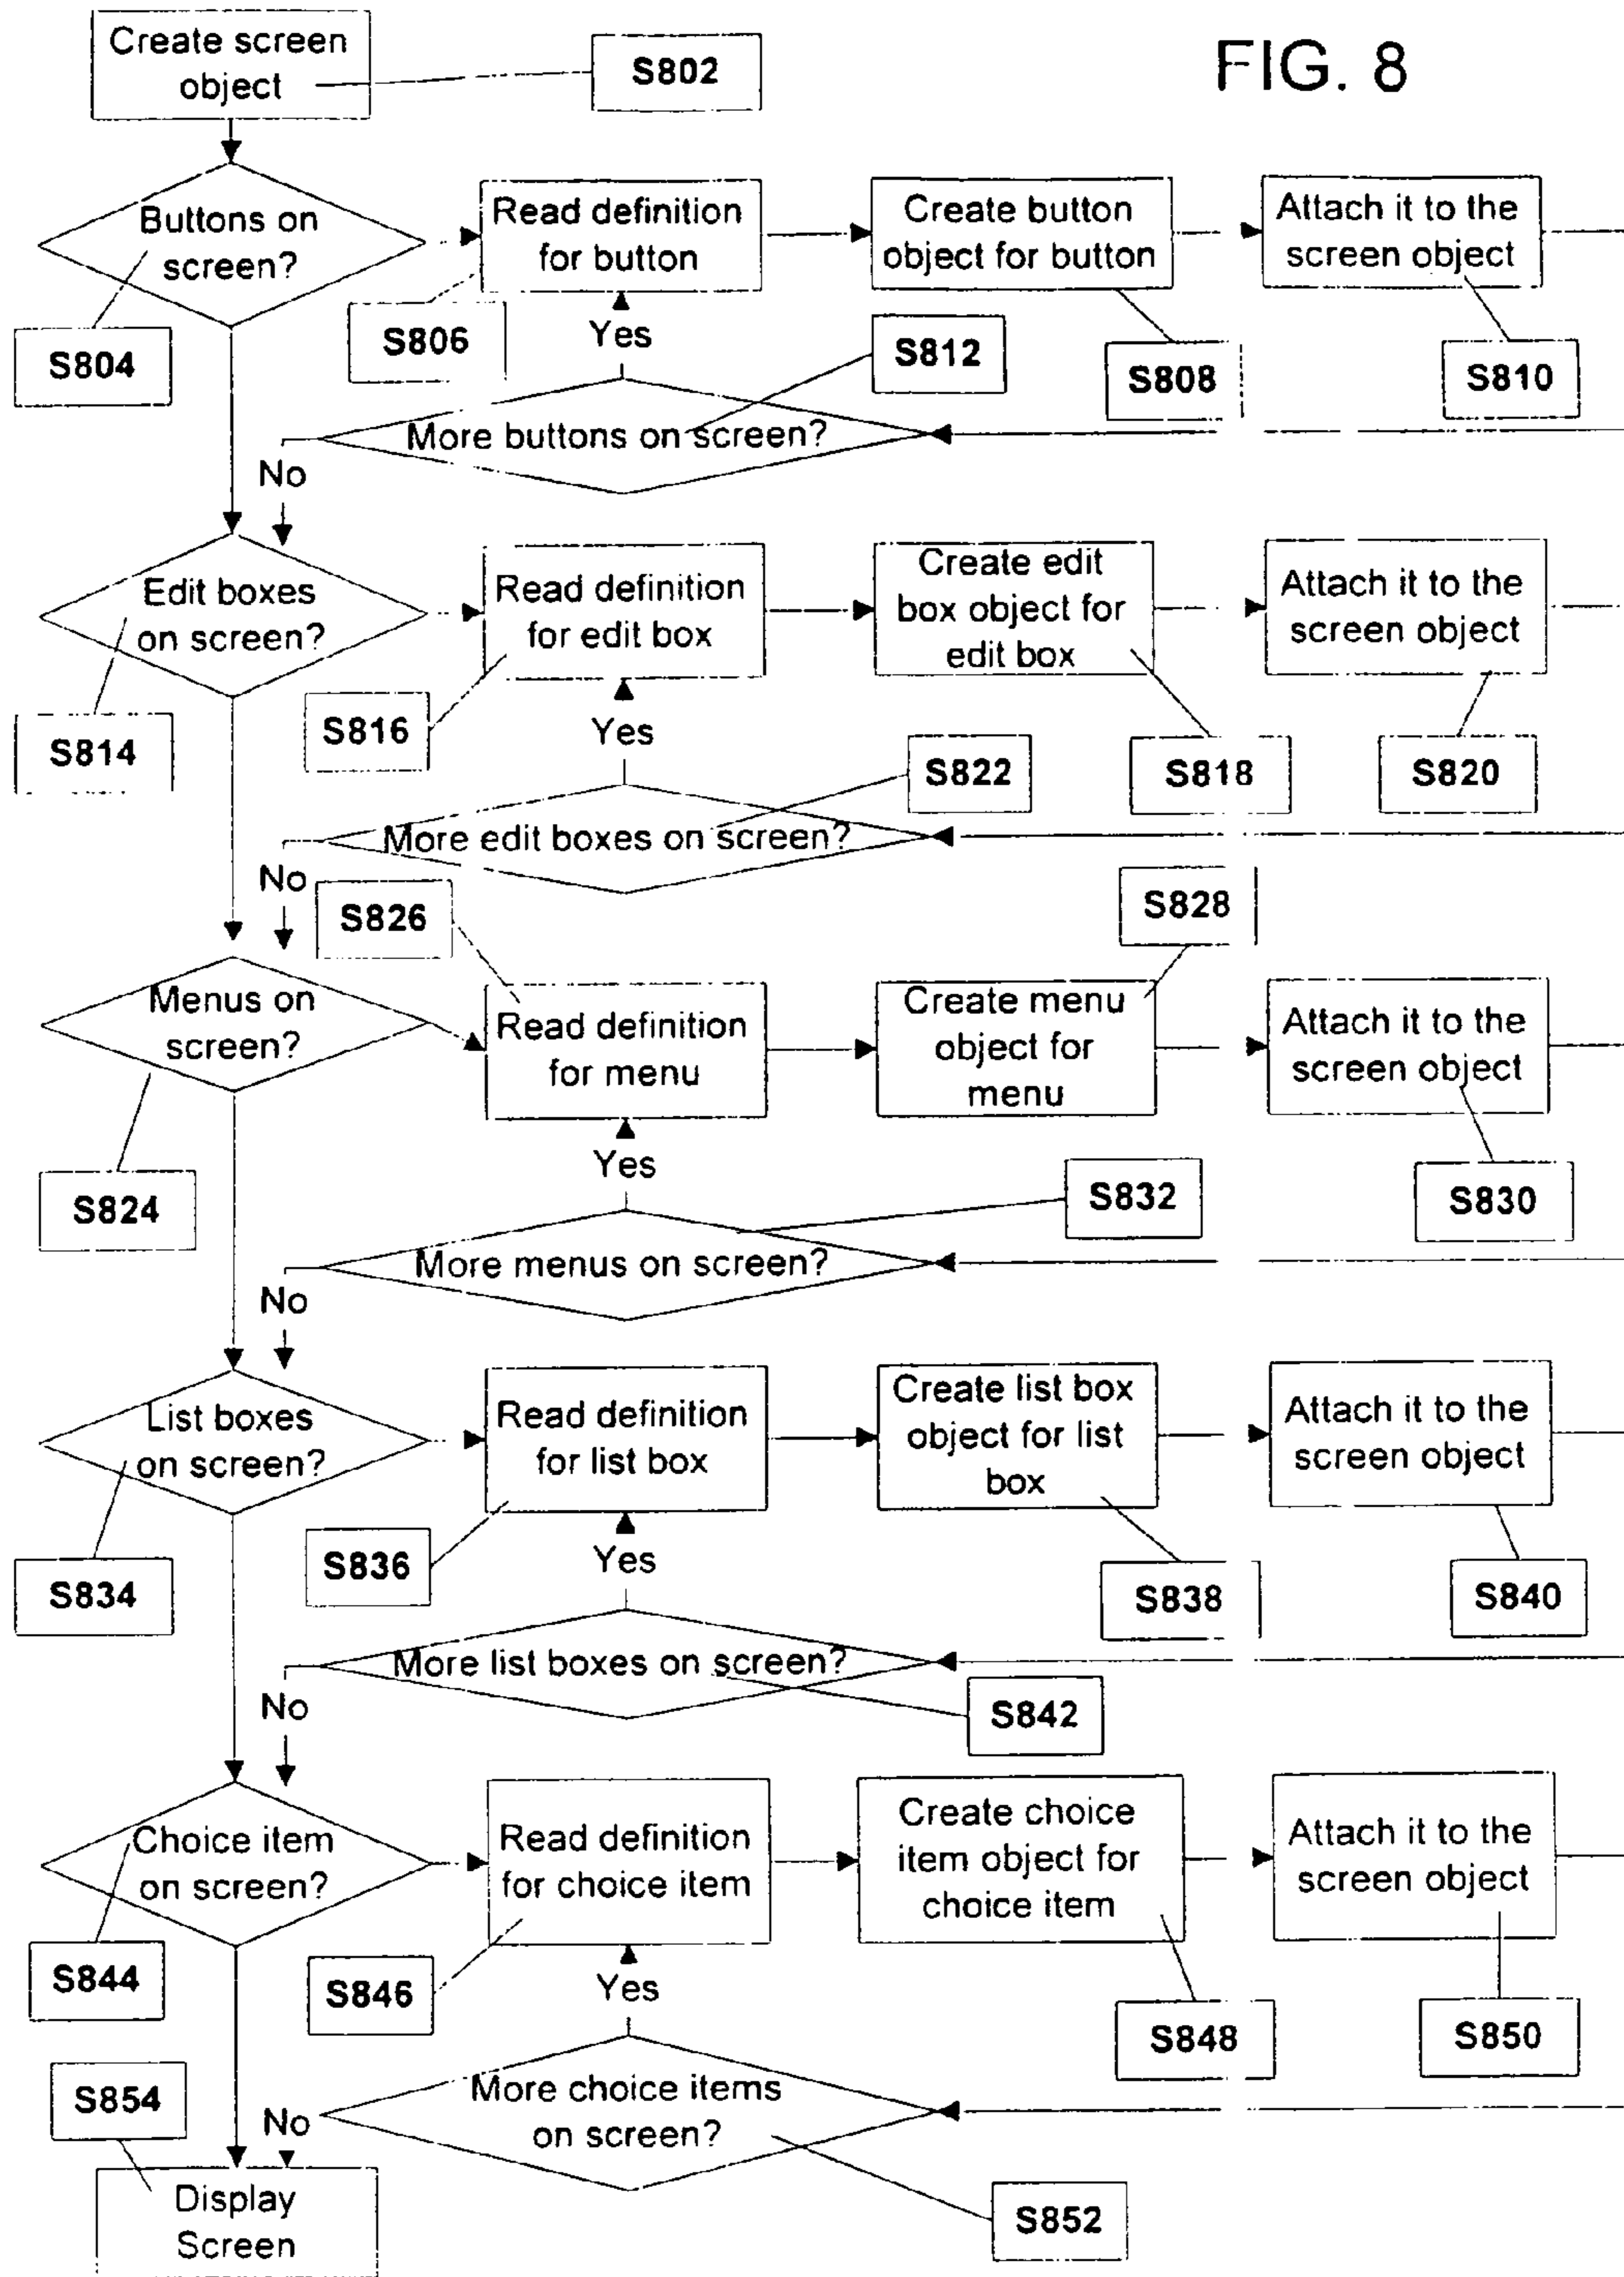 FIG. 8
Create screen
object
S802
Buttons on
screen?
S804
Read definition
for button
S806
Create button
object for button
S808
Attach it to the
screen object
S810
Yes
S812
More buttons on screen?
No
Edit boxes
on screen?
S814
Read definition
for edit box
S816
Create edit
box object for
edit box
S818
Attach it to the
screen object
S820
Yes
S822
More edit boxes on screen?
No
S826
S828
Menus on
screen?
S824
Read definition
for menu
Create menu
object for
menu
Attach it to the
screen object
S830
Yes
S832
More menus on screen?
No
List boxes
on screen?
S834
Read definition
for list box
S836
Create list box
object for list
box
S838
Attach it to the
screen object
S840
Yes
More list boxes on screen?
S842
No
Choice item
on screen?
S844
Read definition
for choice item
S846
Create choice
item object for
choice item
S848
Attach it to the
screen object
S850
Yes
More choice items
on screen?
S852
S854
No
Display
Screen